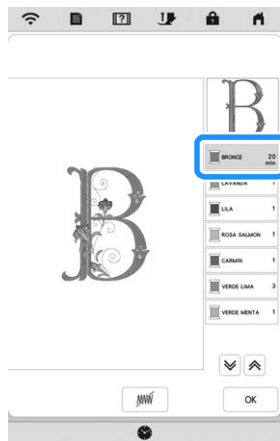 BRONCE 20
min
LAVANDA 1
LILA 1
ROSA SALMON 1
CARMIN 1
VERDE LIMA 3
VERDE MENTA 1
OK